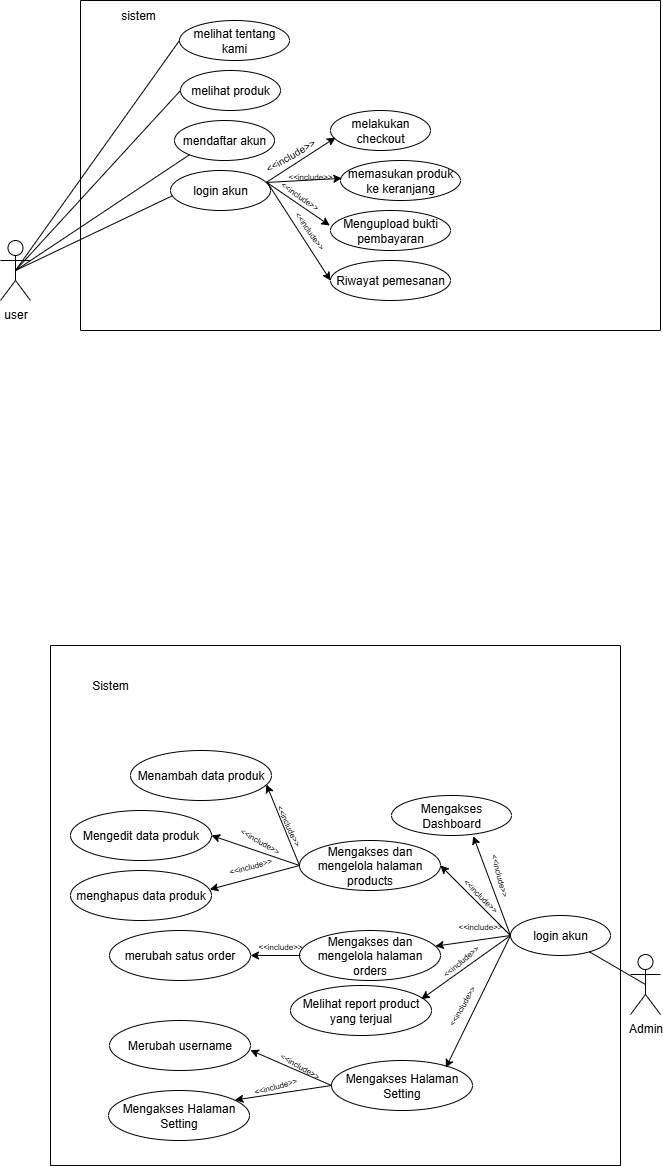 sistem
melihat tentang
kami
melihat produk
mendaftar akun
login akun
<<include>>
<<include>>
<<include>>
<<include>>
melakukan
checkout
memasukan produk
ke keranjang
Mengupload bukti
pembayaran
Riwayat pemesanan
user
Sistem
Menambah data produk
Mengedit data produk
menghapus data produk
<<include>>
<<include>>
<<include>>
Mengakses
Dashboard
Mengakses dan
mengelola halaman
products
<<include>>
<<include>>
login akun
merubah satus order
<<include>>
Mengakses dan
mengelola halaman
orders
<<include>>
<<include>>
<<include>>
Melihat report product
yang terjual
Admin
Merubah username
<<include>>
<<include>>
Mengakses Halaman
Setting
Mengakses Halaman
Setting